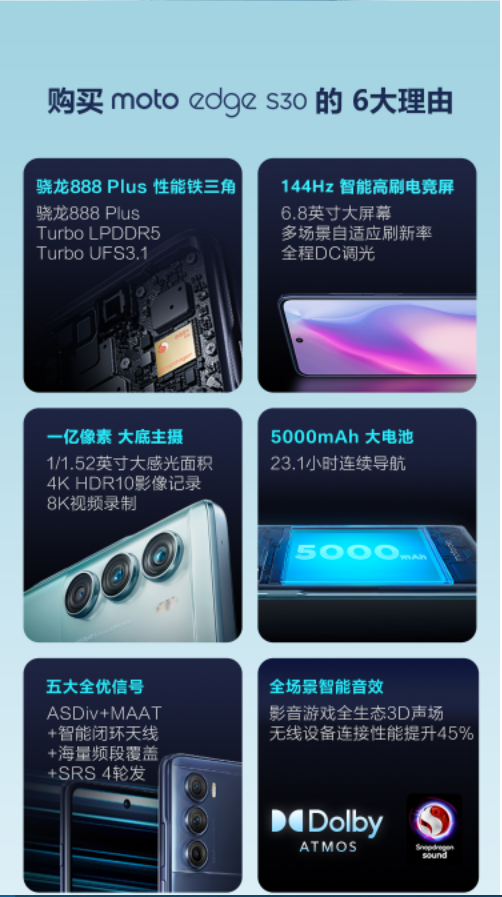 购买 moto edge s30 的 6大理由
骁龙888 Plus 性能铁三角
骁龙888 Plus
Turbo LPDDR5
Turbo UFS3.1
144Hz 智能高刷电竞屏
6.8英寸大屏幕
多场景自适应刷新率
全程DC调光
一亿像素 大底主摄
1/1.52英寸大感光面积
4K HDR10影像记录
8K视频录制
5000mAh 大电池
23.1小时连续导航
5000mAh
五大全优信号
ASDiv+MAAT
+智能闭环天线
+海量频段覆盖
+SRS 4轮发
全场景智能音效
影音游戏全生态3D声场
无线设备连接性能提升45%
Dolby
ATMOS
Snapdragon
sound